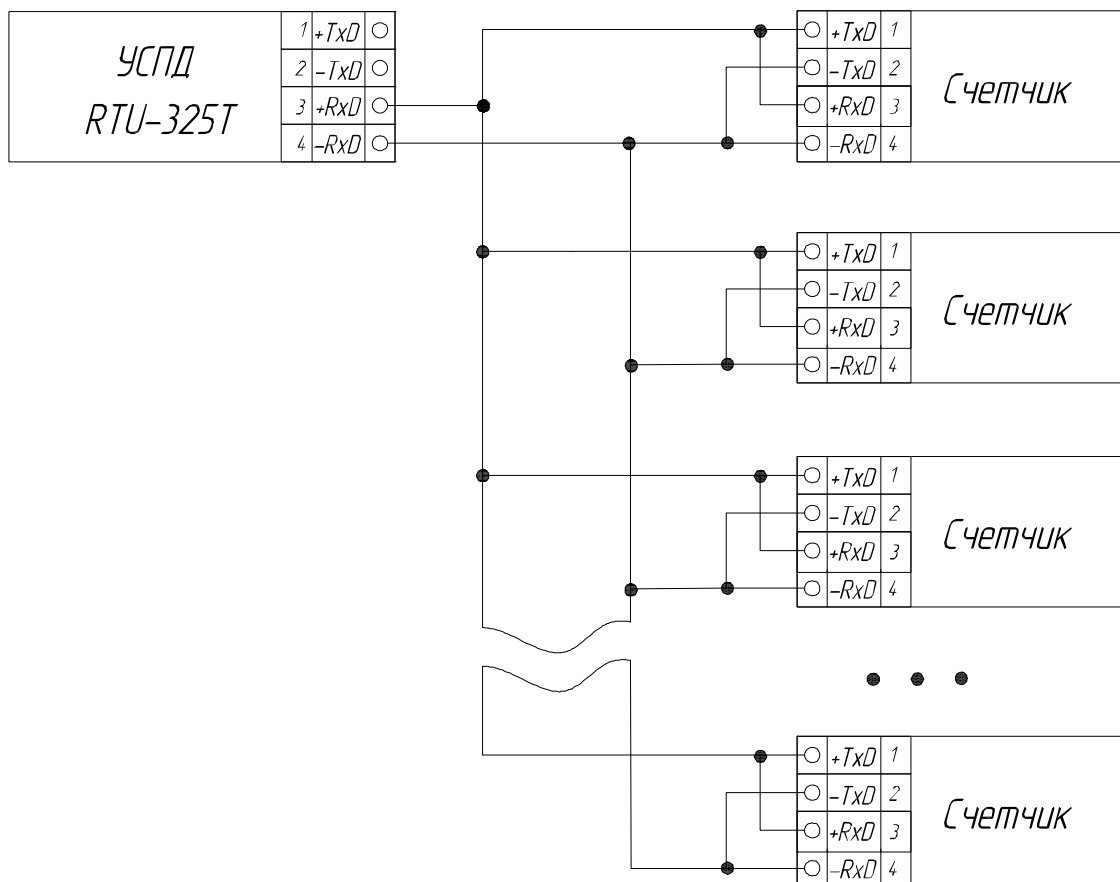 УСПД
RTU-325T
1 +TxD
2 -TxD
3 +RxD
4 -RxD
+TxD 1
-TxD 2
+RxD 3
-RxD 4
Счетчик
+TxD 1
-TxD 2
+RxD 3
-RxD 4
Счетчик
+TxD 1
-TxD 2
+RxD 3
-RxD 4
Счетчик
+TxD 1
-TxD 2
+RxD 3
-RxD 4
Счетчик